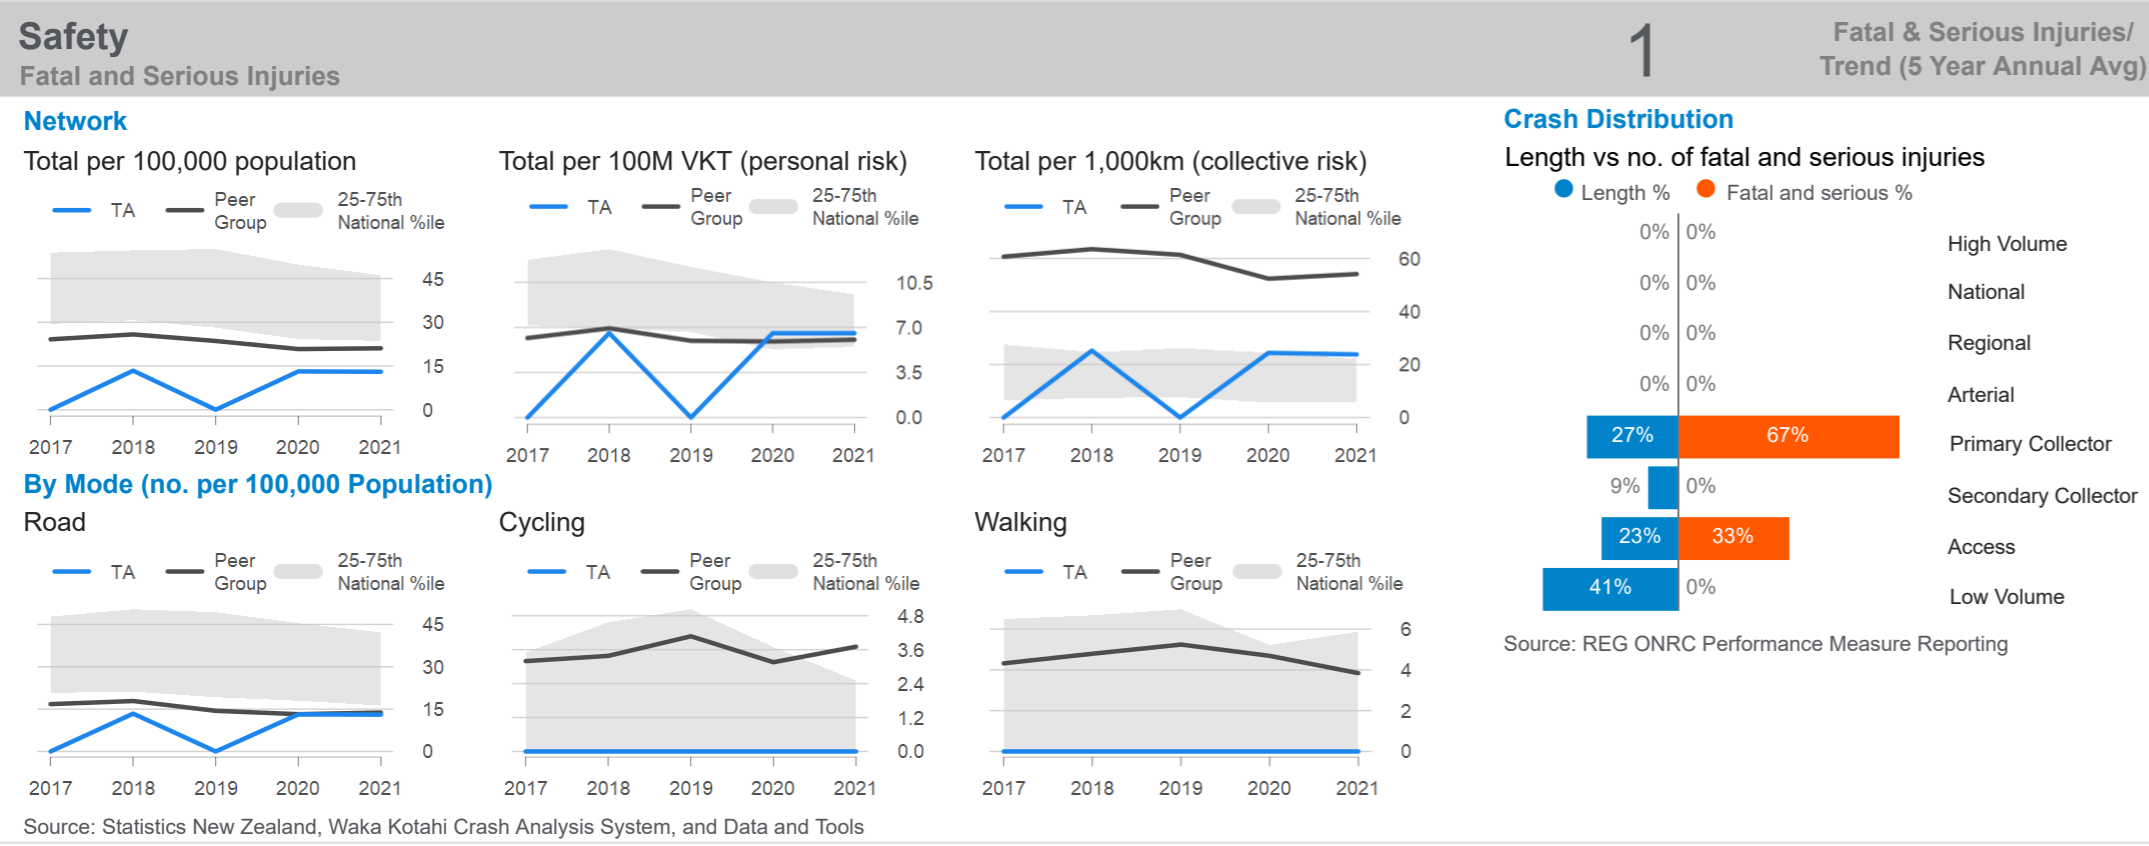 Safety
Fatal and Serious Injuries
1
Fatal & Serious Injuries/
Trend (5 Year Annual Avg)
Network
Total per 100,000 population
TA
Peer
Group
25-75th
National %ile
45
30
15
0
2017 2018 2019 2020 2021
Total per 100M VKT (personal risk)
TA
Peer
Group
25-75th
National %ile
10.5
7.0
3.5
0.0
2017 2018 2019 2020 2021
Total per 1,000km (collective risk)
TA
Peer
Group
25-75th
National %ile
60
40
20
0
2017 2018 2019 2020 2021
By Mode (no. per 100,000 Population)
Road
TA
Peer
Group
25-75th
National %ile
45
30
15
0
2017 2018 2019 2020 2021
Cycling
TA
Peer
Group
25-75th
National %ile
4.8
3.6
2.4
1.2
0.0
2017 2018 2019 2020 2021
Walking
TA
Peer
Group
25-75th
National %ile
6
4
2
0
2017 2018 2019 2020 2021
Source: Statistics New Zealand, Waka Kotahi Crash Analysis System, and Data and Tools
Crash Distribution
Length vs no. of fatal and serious injuries
Length % Fatal and serious %
0% 0% High Volume
0% 0% National
0% 0% Regional
0% 0% Arterial
27% 67% Primary Collector
9% 0% Secondary Collector
23% 33% Access
41% 0% Low Volume
Source: REG ONRC Performance Measure Reporting